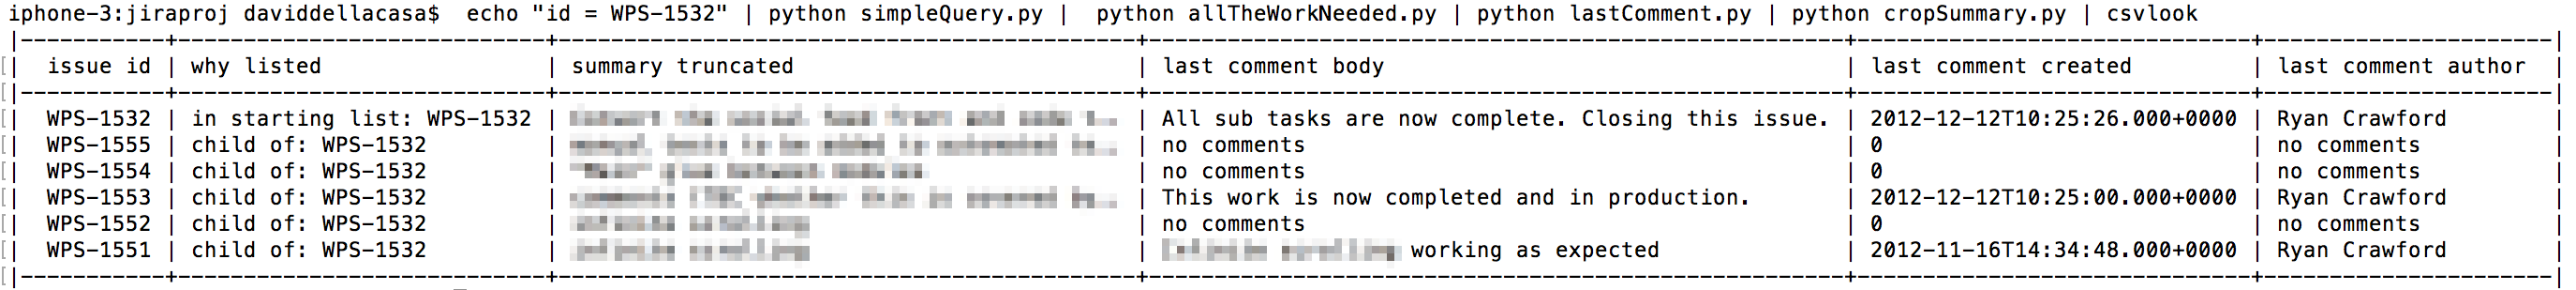 iphone-3:jiraproj daviddellacasa$  echo "id = WPS-1532" | python simpleQuery.py |  python allTheWorkNeeded.py | python lastComment.py | python cropSummary.py | csvlook
|-----------+----------------------------+--------------------------------------------+-----------------------------------------------------+------------------------------+----------------------|
|  issue id | why listed                 | summary truncated                          | last comment body                                   | last comment created         | last comment author  |
|-----------+----------------------------+--------------------------------------------+-----------------------------------------------------+------------------------------+----------------------|
|  WPS-1532 | in starting list: WPS-1532 | | All sub tasks are now complete. Closing this issue. | 2012-12-12T10:25:26.000+0000 | Ryan Crawford        |
|  WPS-1555 | child of: WPS-1532         | | no comments                                         | 0                            | no comments          |
|  WPS-1554 | child of: WPS-1532         | | no comments                                         | 0                            | no comments          |
|  WPS-1553 | child of: WPS-1532         | | This work is now completed and in production.       | 2012-12-12T10:25:00.000+0000 | Ryan Crawford        |
|  WPS-1552 | child of: WPS-1532         | | no comments                                         | 0                            | no comments          |
|  WPS-1551 | child of: WPS-1532         | | working as expected                | 2012-11-16T14:34:48.000+0000 | Ryan Crawford        |
|-----------+----------------------------+--------------------------------------------+-----------------------------------------------------+------------------------------+----------------------|